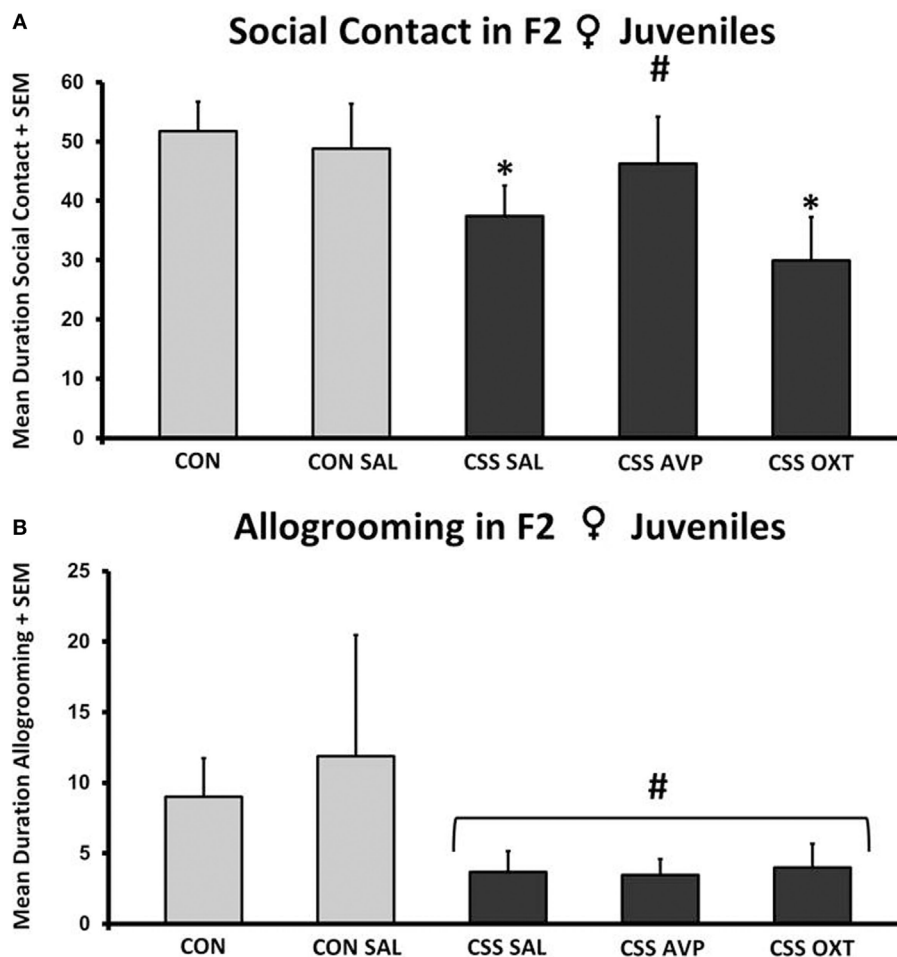 A
Social Contact in F2 ♀ Juveniles
Mean Duration Social Contact + SEM
60
50
40
30
20
10
0
#
*
*
CON
CON SAL
CSS SAL
CSS AVP
CSS OXT
B
Allogrooming in F2 ♀ Juveniles
Mean Duration Allogrooming + SEM
25
20
15
10
5
0
#
CON
CON SAL
CSS SAL
CSS AVP
CSS OXT